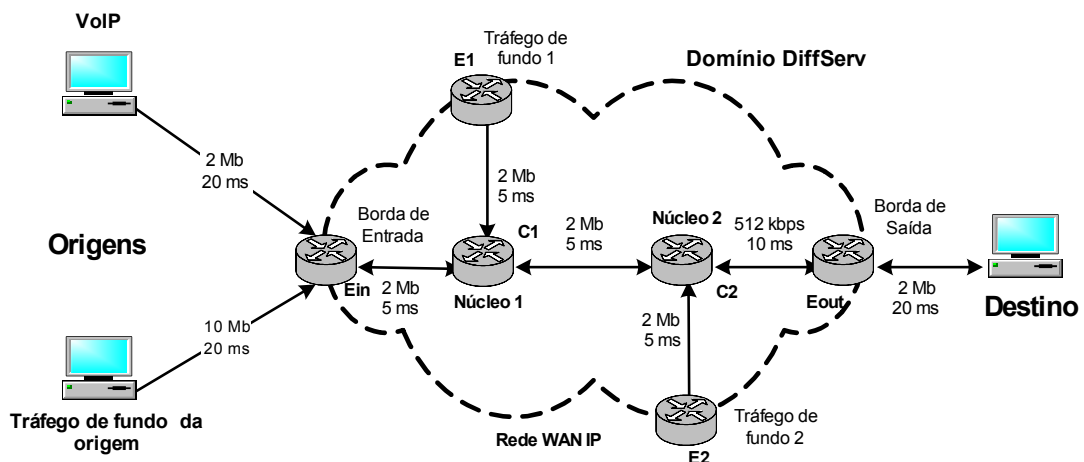 VoIP
E1
Tráfego de
fundo 1
Domínio DiffServ
2 Mb
20 ms
2 Mb
5 ms
Origens
Borda de
Entrada
C1
2 Mb
5 ms
Núcleo 2
512 kbps
10 ms
Borda de
Saída
Ein
2 Mb
5 ms
Núcleo 1
C2
Eout
2 Mb
20 ms
Destino
10 Mb
20 ms
2 Mb
5 ms
Tráfego de fundo da
origem
Rede WAN IP
E2
Tráfego de
fundo 2